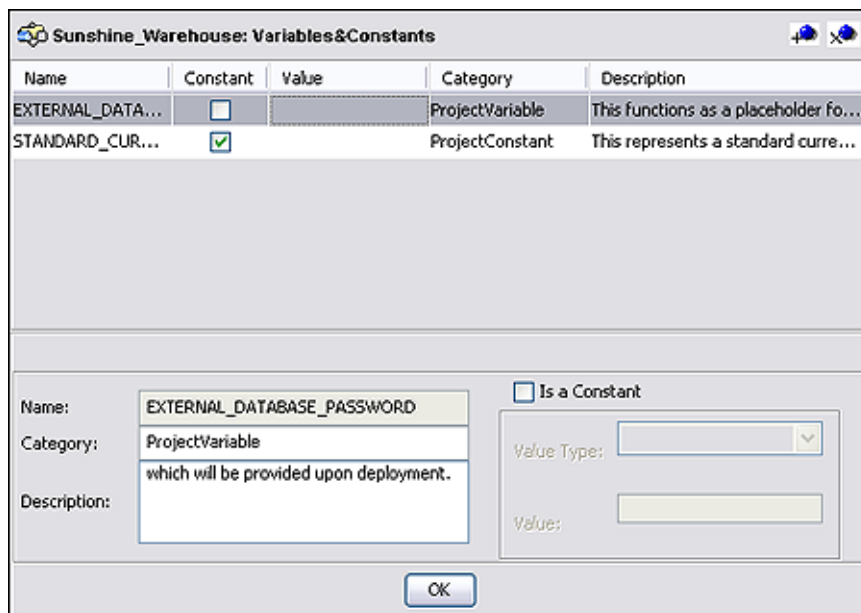 Sunshine_Warehouse: Variables&Constants
Name Constant Value Category Description
EXTERNAL_DATA... ProjectVariable This functions as a placeholder fo...
STANDARD_CUR... ProjectConstant This represents a standard curre...
Is a Constant
Name: EXTERNAL_DATABASE_PASSWORD
Category: ProjectVariable
Value Type:
which will be provided upon deployment.
Description:
Value:
OK